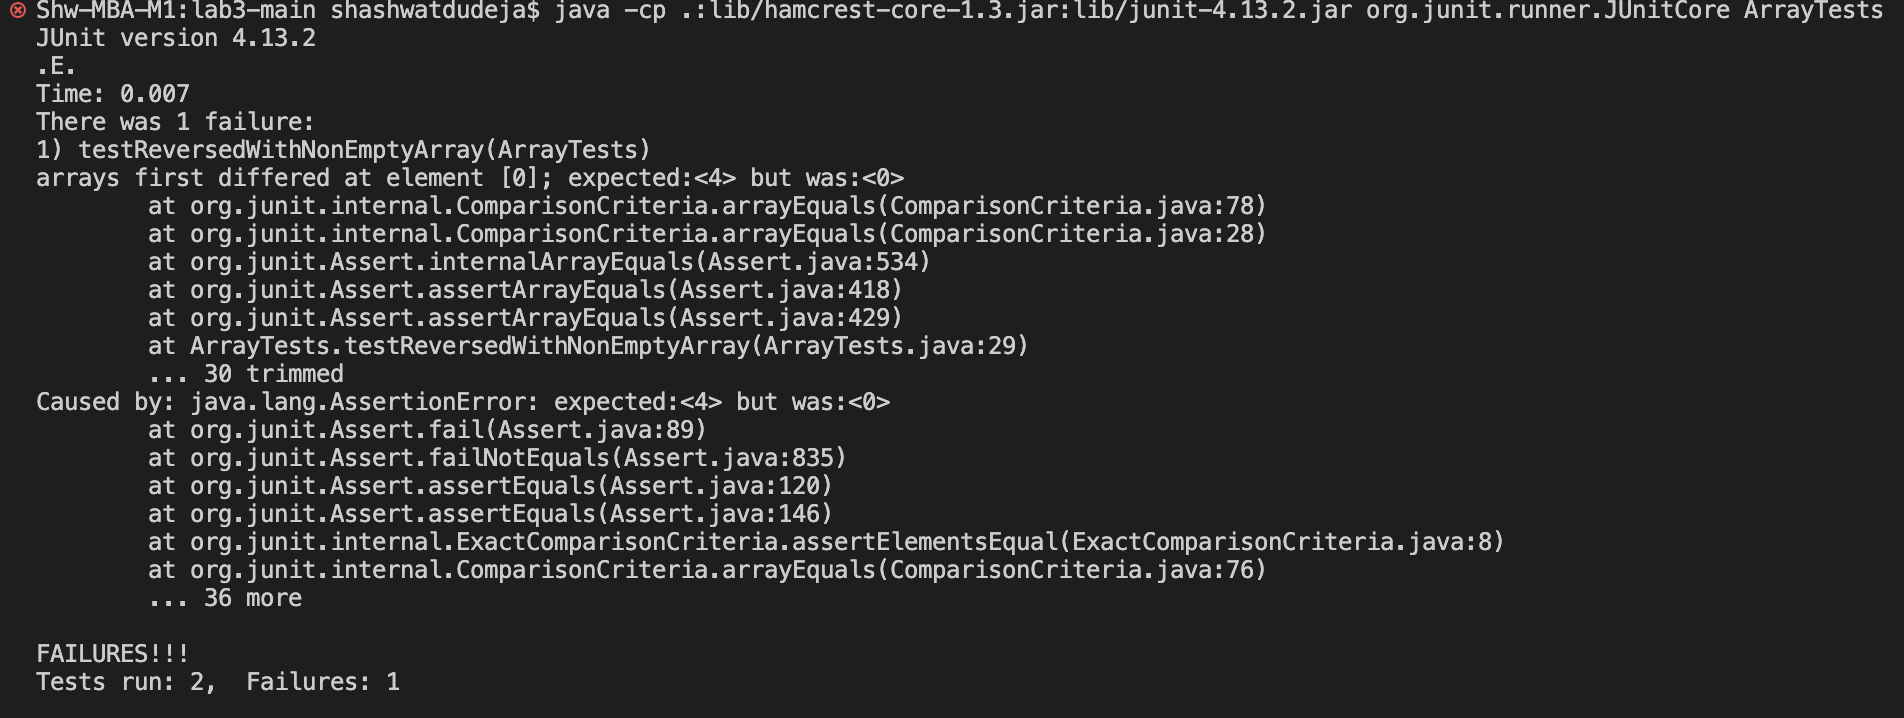 Shw-MBA-M1:lab3-main shashwatdudeja$ java -cp .:lib/hamcrest-core-1.3.jar:lib/junit-4.13.2.jar org.junit.runner.JUnitCore ArrayTests
JUnit version 4.13.2
.E.
Time: 0.007
There was 1 failure:
1) testReversedWithNonEmptyArray(ArrayTests)
arrays first differed at element [0]; expected:<4> but was:<0>
        at org.junit.internal.ComparisonCriteria.arrayEquals(ComparisonCriteria.java:78)
        at org.junit.internal.ComparisonCriteria.arrayEquals(ComparisonCriteria.java:28)
        at org.junit.Assert.internalArrayEquals(Assert.java:534)
        at org.junit.Assert.assertArrayEquals(Assert.java:418)
        at org.junit.Assert.assertArrayEquals(Assert.java:429)
        at ArrayTests.testReversedWithNonEmptyArray(ArrayTests.java:29)
        ... 30 trimmed
Caused by: java.lang.AssertionError: expected:<4> but was:<0>
        at org.junit.Assert.fail(Assert.java:89)
        at org.junit.Assert.failNotEquals(Assert.java:835)
        at org.junit.Assert.assertEquals(Assert.java:120)
        at org.junit.Assert.assertEquals(Assert.java:146)
        at org.junit.internal.ExactComparisonCriteria.assertElementsEqual(ExactComparisonCriteria.java:8)
        at org.junit.internal.ComparisonCriteria.arrayEquals(ComparisonCriteria.java:76)
        ... 36 more

FAILURES!!!
Tests run: 2,  Failures: 1